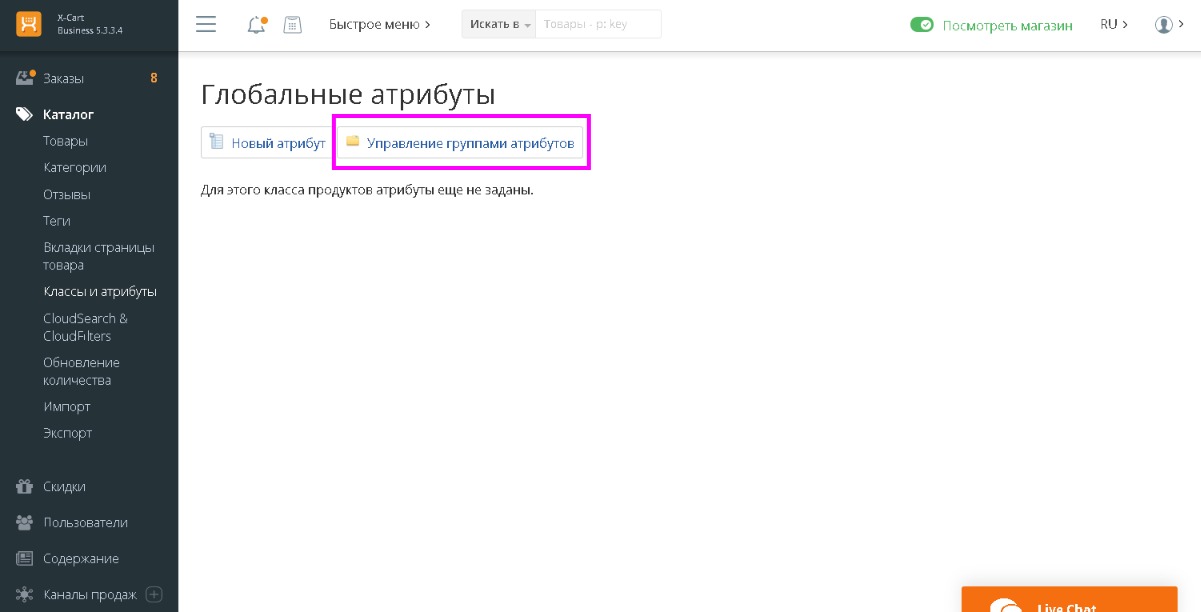 X-Cart
Business 5.3.3.4
Быстрое меню
Искать в
Товары - p: key
Посмотреть магазин
RU
Заказы
8
Каталог
Товары
Категории
Отзывы
Теги
Вкладки страницы
товара
Классы и атрибуты
CloudSearch &
CloudFilters
Обновление
количества
Импорт
Экспорт
Скидки
Пользователи
Содержание
Каналы продаж
Глобальные атрибуты
Новый атрибут
Управление группами атрибутов
Для этого класса продуктов атрибуты еще не заданы.
Live Chat